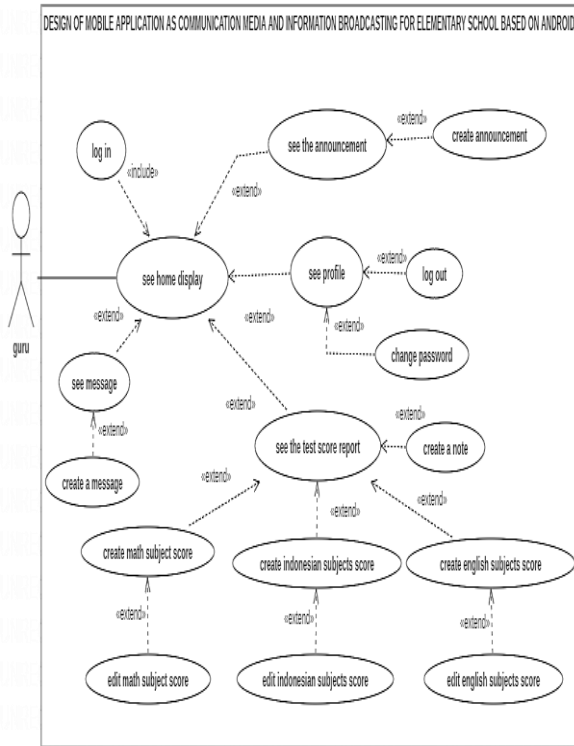 DESIGN OF MOBILE APPLICATION AS COMMUNICATION MEDIA AND INFORMATION BROADCASTING FOR ELEMENTARY SCHOOL BASED ON ANDROID
«extend»
create announcement
see the announcement
log in
«include»
«extend»
see home display
see profile
«extend»
log out
guru
«extend»
«extend»
«extend»
change password
see message
«extend»
«extend»
«extend»
see the test score report
create a note
create a message
«extend»
«extend»
«extend»
create math subject score
create indonesian subjects score
create english subjects score
«extend»
«extend»
«extend»
edit math subject score
edit indonesian subjects score
edit english subjects score